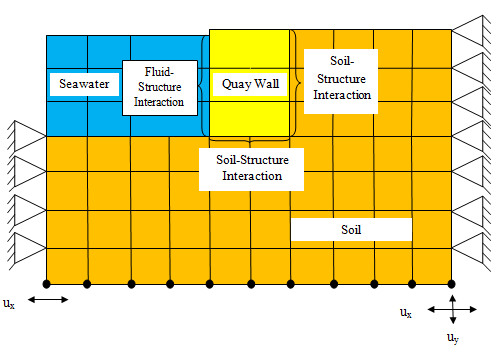 Seawater
Fluid-
Structure
Interaction
Quay Wall
Soil-
Structure
Interaction
Soil-Structure
Interaction
Soil
ux
ux
uy